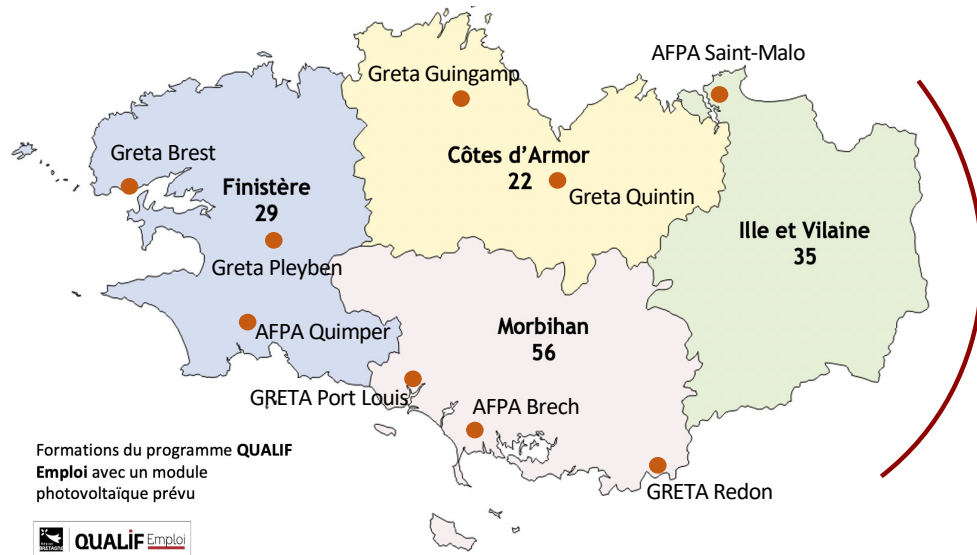 AFPA Saint-Malo
Greta Guingamp
Greta Brest
Côtes d'Armor
22
Finistère
29
Greta Quintin
Ille et Vilaine
35
Greta Pleyben
AFPA Quimper
Morbihan
56
GRETA Port Louis
AFPA Brech
GRETA Redon
Formations du programme QUALIF
Emploi avec un module
photovoltaïque prévu
BRETAGNE
QUALiF Emploi